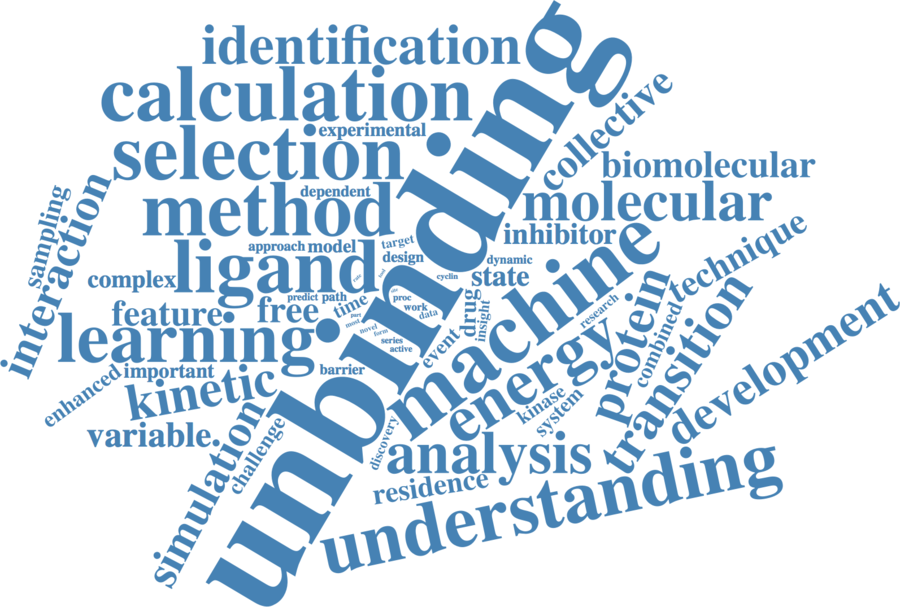 identification
calculation
experimental
selection
unbinding
collective
biomolecular
dependent
method
molecular
sampling
interaction
approach
model
target
inhibitor
ligand
design
dynamic
complex
state
cyclin
machine
technique
feature
free
predict
path
time
proc
work
data
drug
insight
research
protein
combined
transition
development
learning
novel
form
series
active
event
energy
barrier
enhanced
important
kinetic
variable
kinase
system
simulation
challenge
discovery
analysis
residence
understanding